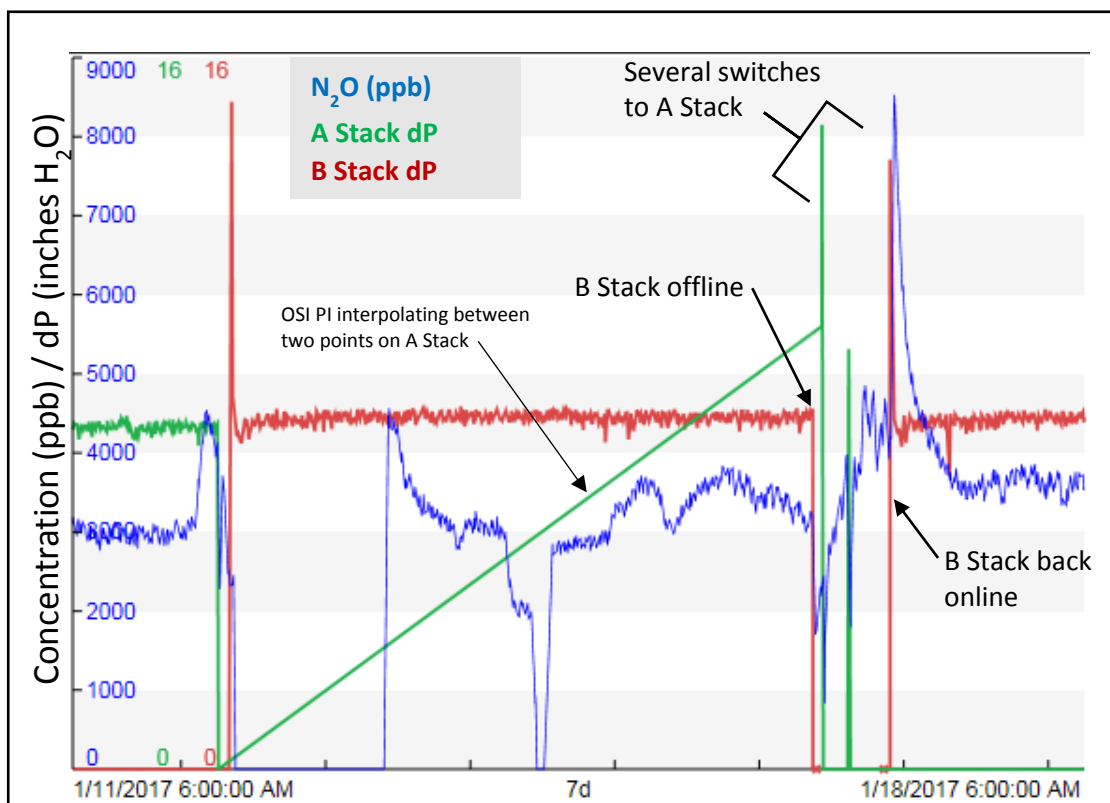 Concentration (ppb) / dP (inches H₂O)
9000 16 16
8000
7000
6000
5000
4000
3000
2000
1000
0 0 0
N₂O (ppb)
A Stack dP
B Stack dP
Several switches
to A Stack
B Stack offline
OSI PI interpolating between
two points on A Stack
B Stack back
online
1/11/2017 6:00:00 AM 7d 1/18/2017 6:00:00 AM